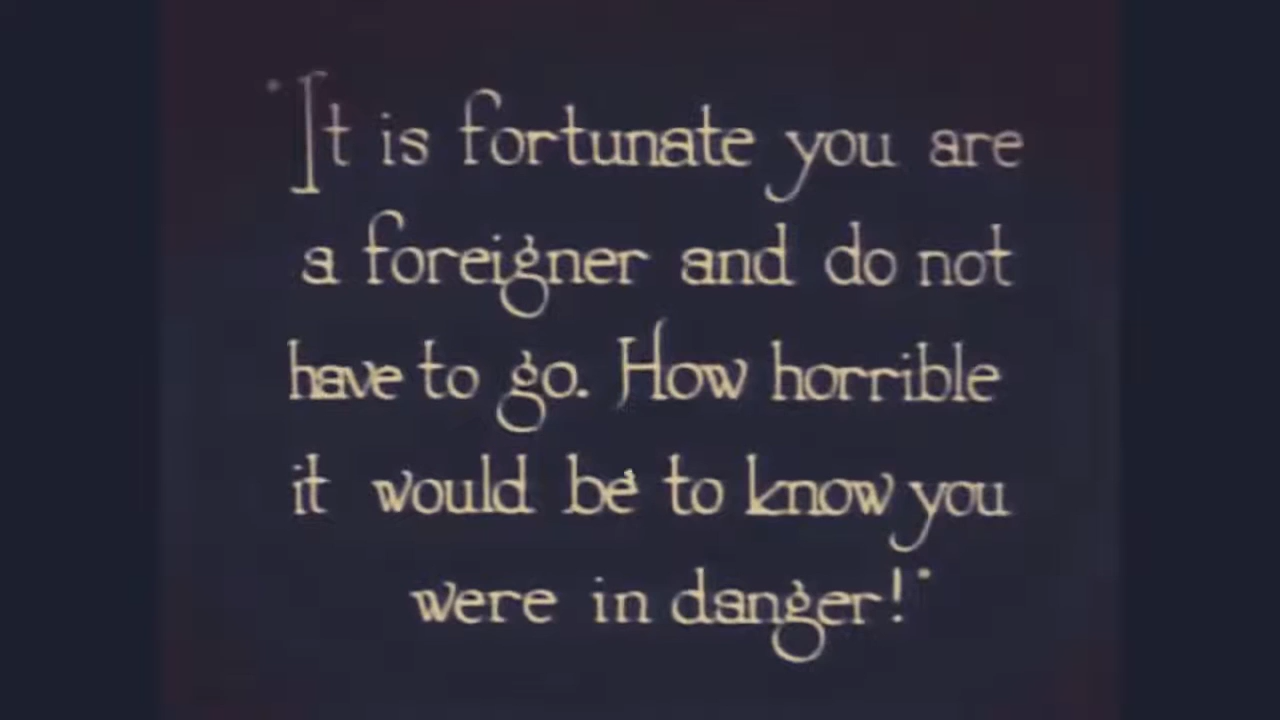 "It is fortunate you are
a foreigner and do not
have to go. How horrible
it would be to know you
were in danger!"